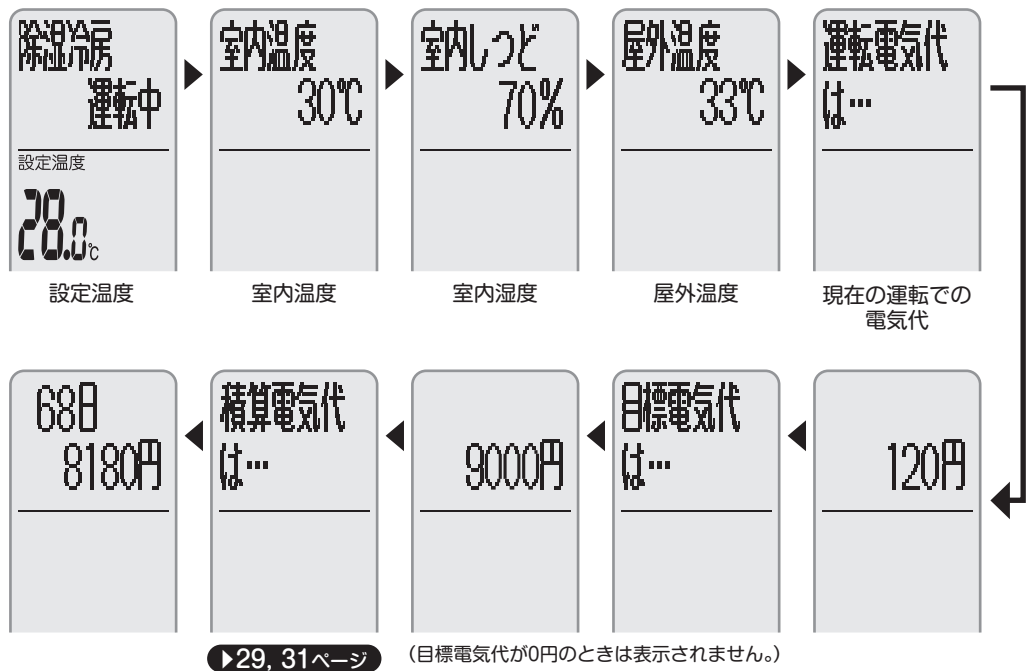 除湿冷房
運転中
設定温度
28.0℃
設定温度
室内温度
30℃
室内温度
室内しつど
70%
室内湿度
屋外温度
33℃
屋外温度
運転電気代
は…
現在の運転での
電気代
120円
目標電気代
は…
9000円
(目標電気代が0円のときは表示されません。)
積算電気代
は…
▶29, 31ページ
68日
8180円